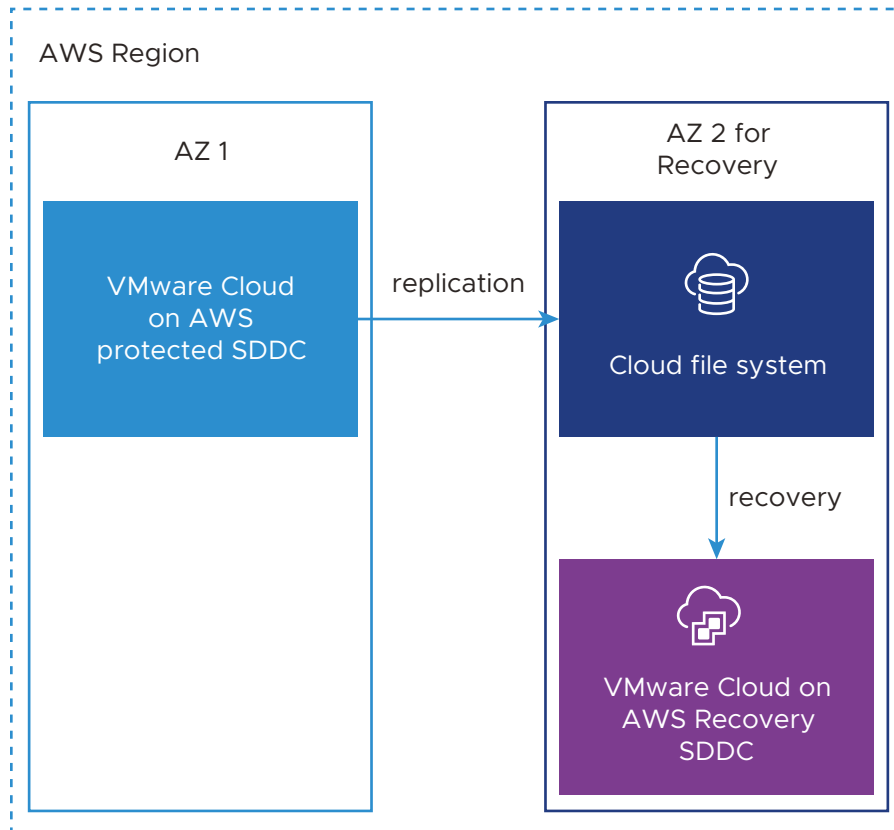 AWS Region
AZ 1
VMware Cloud
on AWS
protected SDDC
replication
AZ 2 for
Recovery
Cloud file system
recovery
VMware Cloud on
AWS Recovery
SDDC